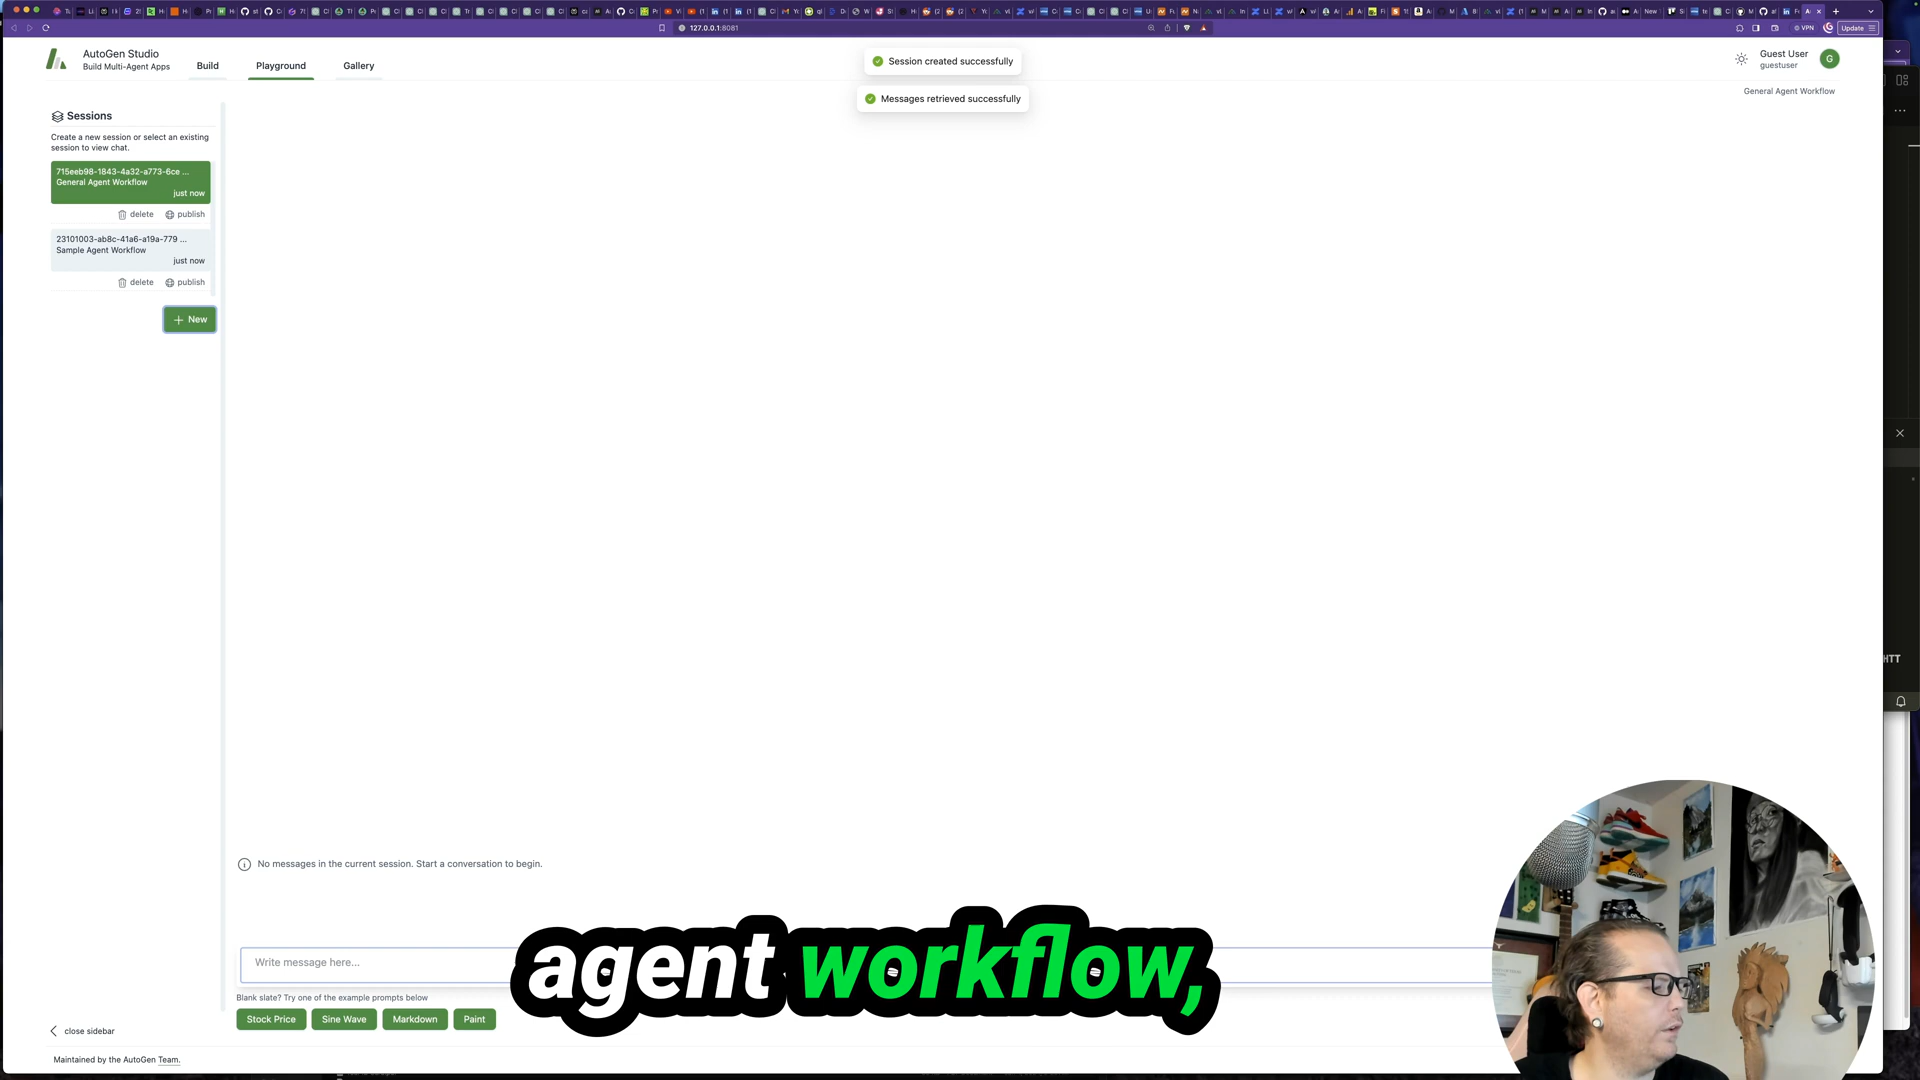 127.0.0.1:8081
VPN
Update
AutoGen Studio
Build Multi-Agent Apps
Build
Playground
Gallery
Session created successfully
Messages retrieved successfully
Guest User
guestuser
G
General Agent Workflow
Sessions
Create a new session or select an existing
session to view chat.
715eeb98-1843-4a32-a773-6ce ...
General Agent Workflow
just now
delete
publish
23101003-ab8c-41a6-a19a-779 ...
Sample Agent Workflow
just now
delete
publish
+ New
HTT
No messages in the current session. Start a conversation to begin.
Write message here...
agent workflow,
Blank slate? Try one of the example prompts below
Stock Price
Sine Wave
Markdown
Paint
close sidebar
Maintained by the AutoGen Team.